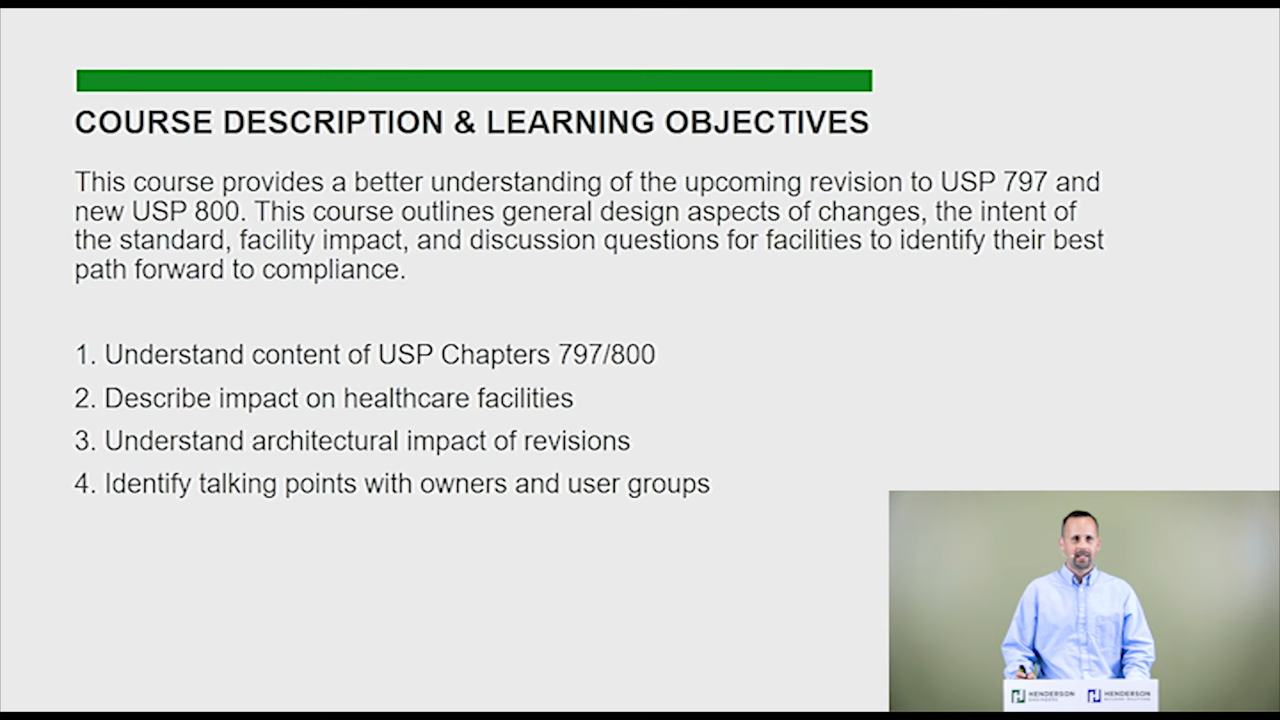 COURSE DESCRIPTION & LEARNING OBJECTIVES
This course provides a better understanding of the upcoming revision to USP 797 and
new USP 800. This course outlines general design aspects of changes, the intent of
the standard, facility impact, and discussion questions for facilities to identify their best
path forward to compliance.
1. Understand content of USP Chapters 797/800
2. Describe impact on healthcare facilities
3. Understand architectural impact of revisions
4. Identify talking points with owners and user groups
HENDERSON
ENGINEERS
HENDERSON
BUILDING SOLUTIONS